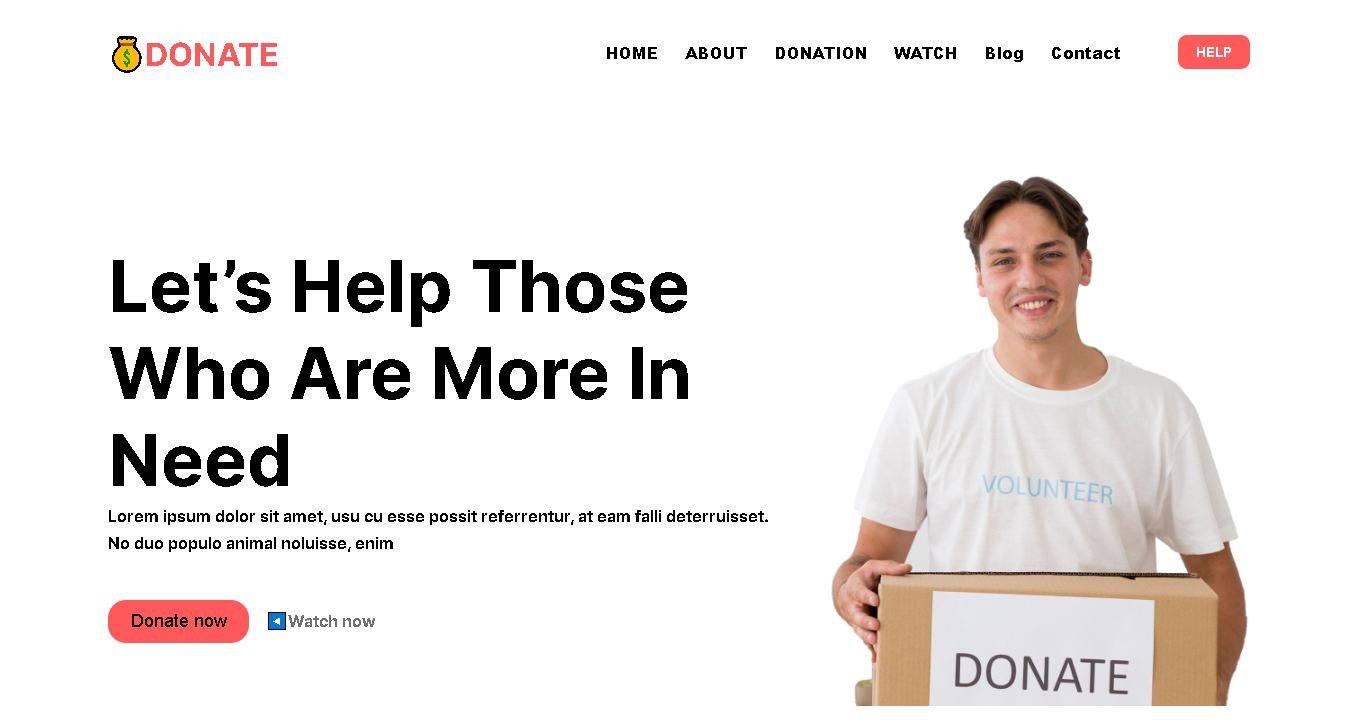 DONATE
HOME ABOUT DONATION WATCH Blog Contact HELP
Let’s Help Those
Who Are More In
Need
Lorem ipsum dolor sit amet, usu cu esse possit referrentur, at eam falli deterruisset.
No duo populo animal noluisse, enim
Donate now Watch now
VOLUNTEER
DONATE